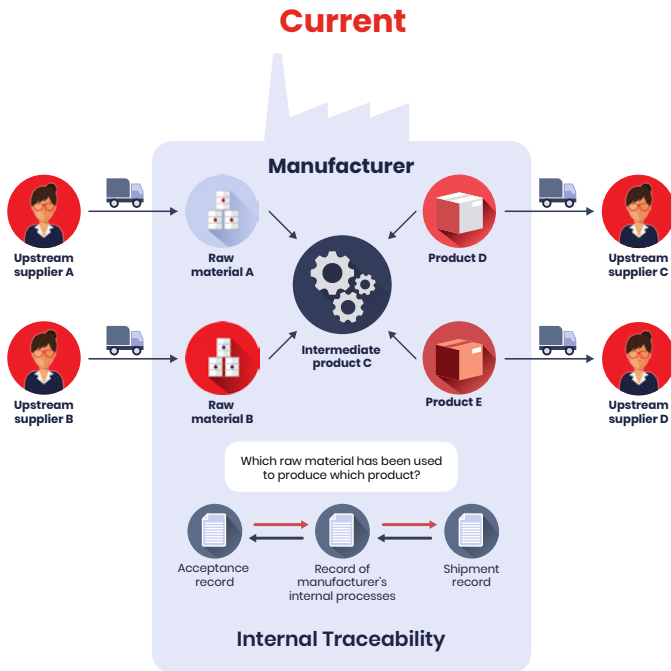 Current
Manufacturer
Upstream
supplier A
Raw
material A
Product D
Upstream
supplier C
Intermediate
product C
Upstream
supplier B
Raw
material B
Product E
Upstream
supplier D
Which raw material has been used
to produce which product?
Acceptance
record
Record of
manufacturer's
internal processes
Shipment
record
Internal Traceability